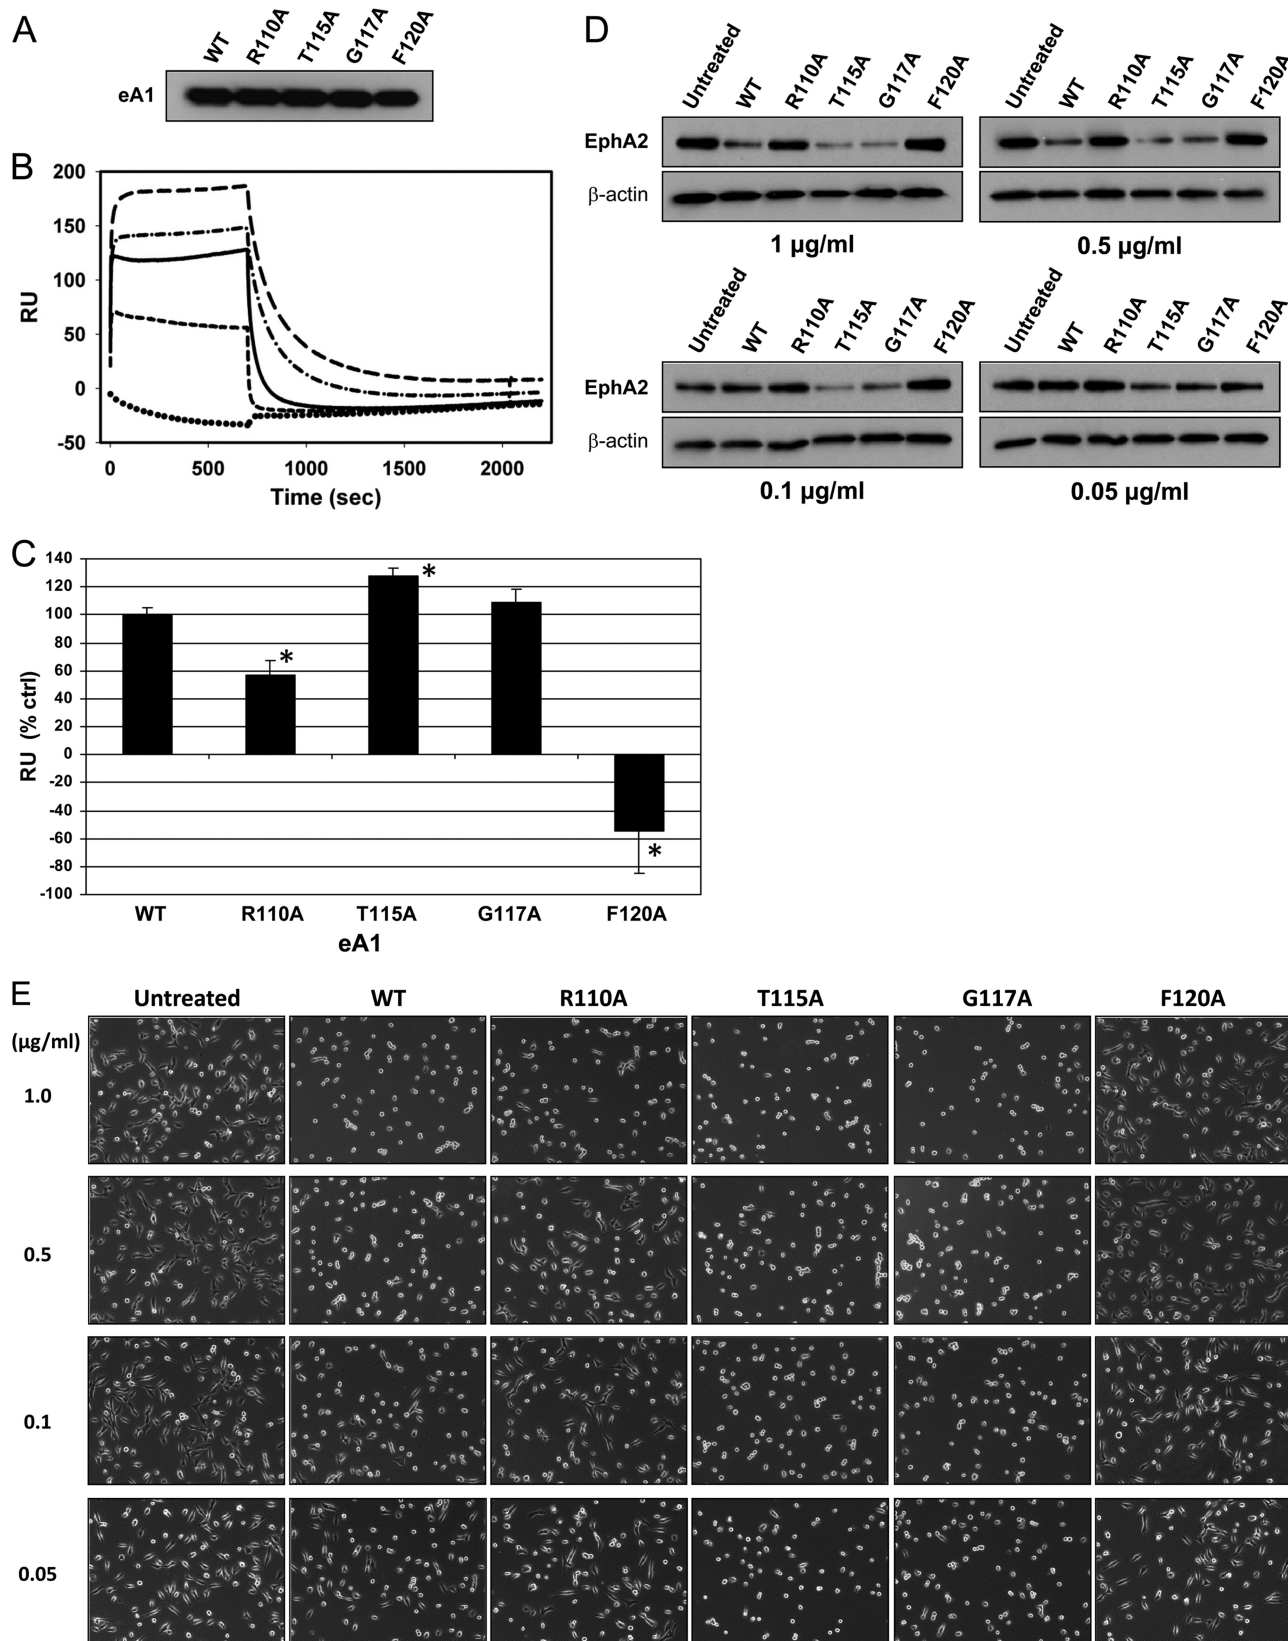 A
WT R110A T115A G117A F120A
eA1
B
200
150
100
50
0
-50
RU
0 500 1000 1500 2000
Time (sec)
C
140
120
100
80
60
40
20
0
-20
-40
-60
-80
-100
RU (% ctrl)
* * *
WT R110A T115A G117A F120A
eA1
D
Untreated WT R110A T115A G117A F120A
EphA2
β-actin
1 µg/ml
Untreated WT R110A T115A G117A F120A
0.5 µg/ml
Untreated WT R110A T115A G117A F120A
EphA2
β-actin
0.1 µg/ml
Untreated WT R110A T115A G117A F120A
0.05 µg/ml
E
Untreated WT R110A T115A G117A F120A
(µg/ml)
1.0
0.5
0.1
0.05